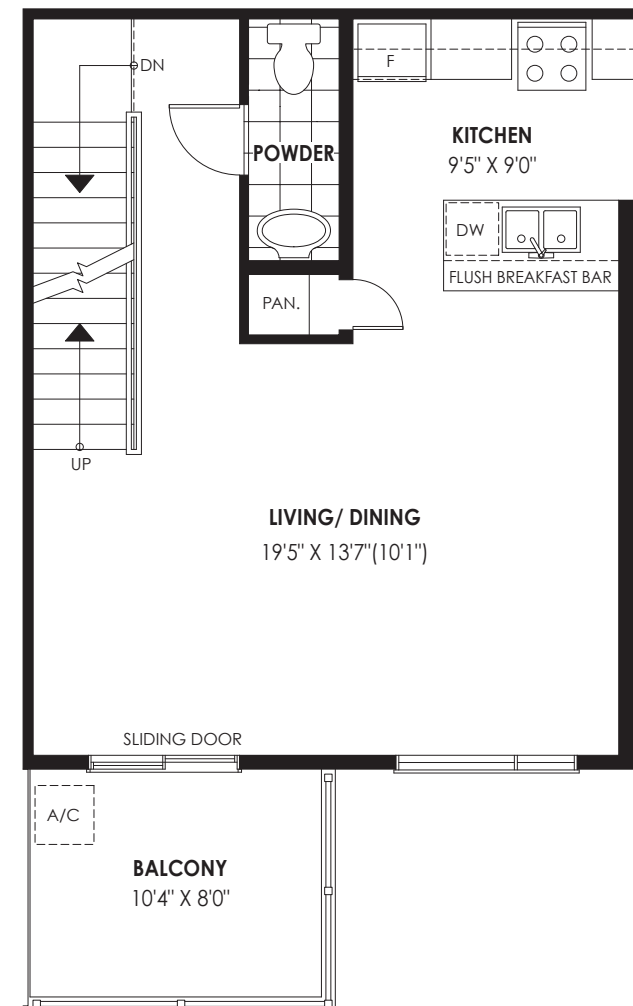 DN
F
POWDER
KITCHEN
9'5" X 9'0"
DW
FLUSH BREAKFAST BAR
PAN.
UP
LIVING/ DINING
19'5" X 13'7"(10'1")
SLIDING DOOR
A/C
BALCONY
10'4" X 8'0"